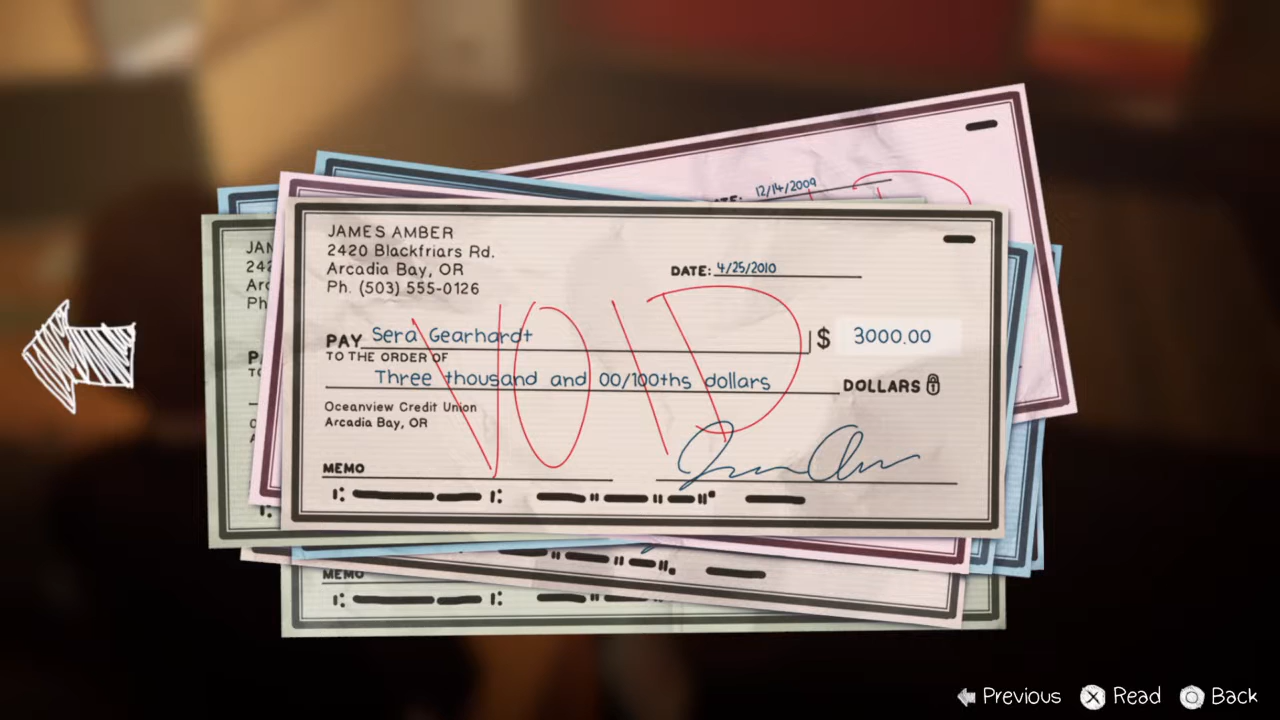 12/14/2009
JAMES AMBER
2420 Blackfriars Rd.
Arcadia Bay, OR
Ph. (503) 555-0126
DATE: 4/25/2010
PAY Sera Gearhardt $ 3000.00
TO THE ORDER OF
Three thousand and 00/100ths dollars DOLLARS
Oceanview Credit Union
Arcadia Bay, OR
VOID
MEMO
MEMO
Previous Read Back